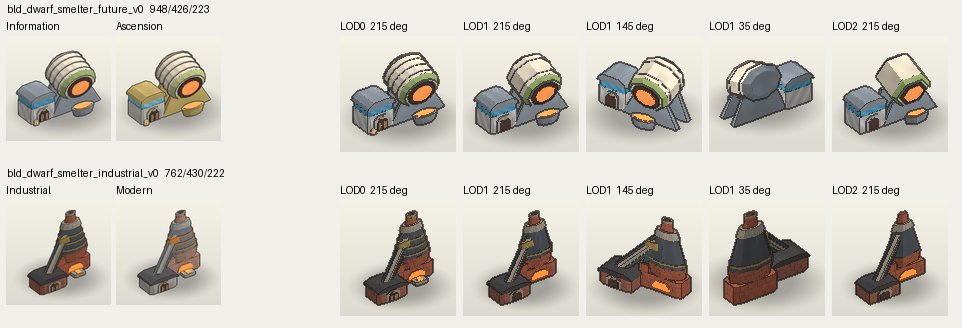 bld_dwarf_smelter_future_v0 948/426/223
Information Ascension LOD0 215 deg LOD1 215 deg LOD1 145 deg LOD1 35 deg LOD2 215 deg
bld_dwarf_smelter_industrial_v0 762/430/222
Industrial Modern LOD0 215 deg LOD1 215 deg LOD1 145 deg LOD1 35 deg LOD2 215 deg